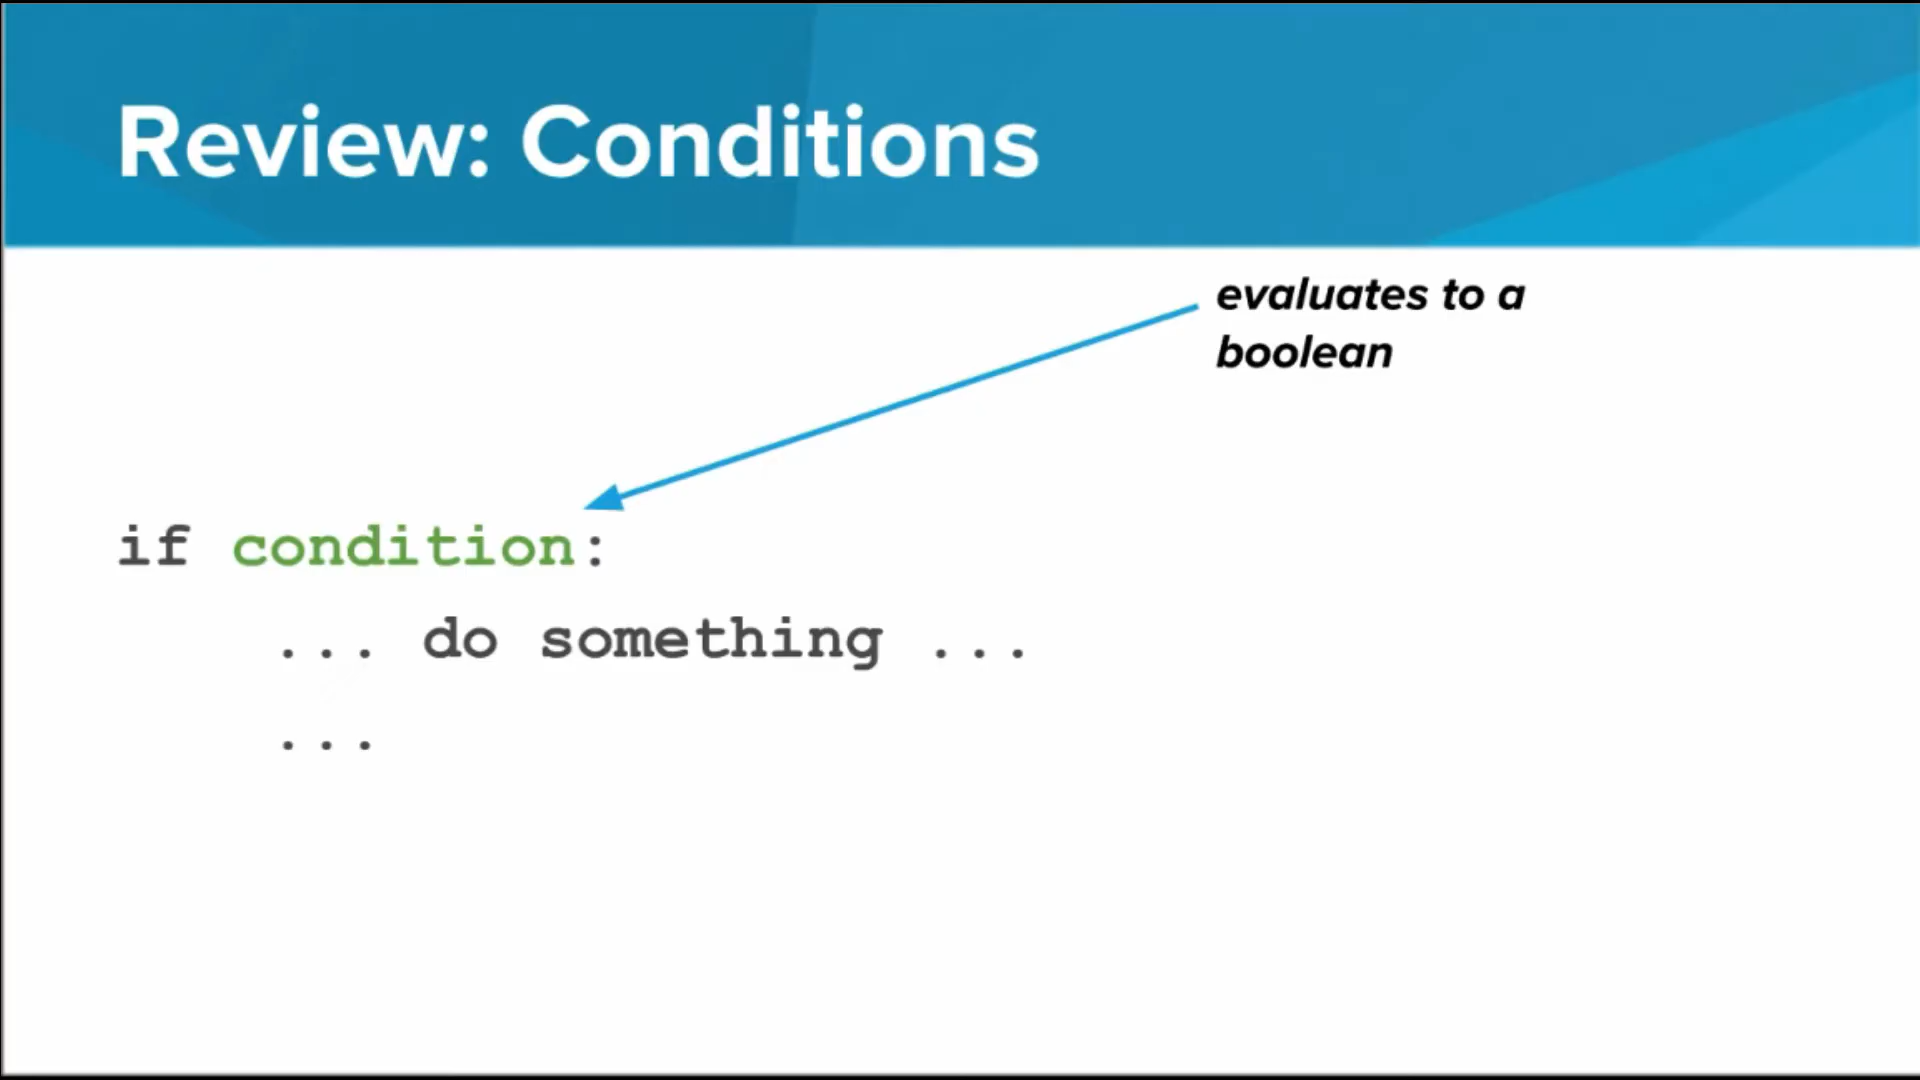 Review: Conditions
evaluates to a
boolean
if condition:
... do something ...
...